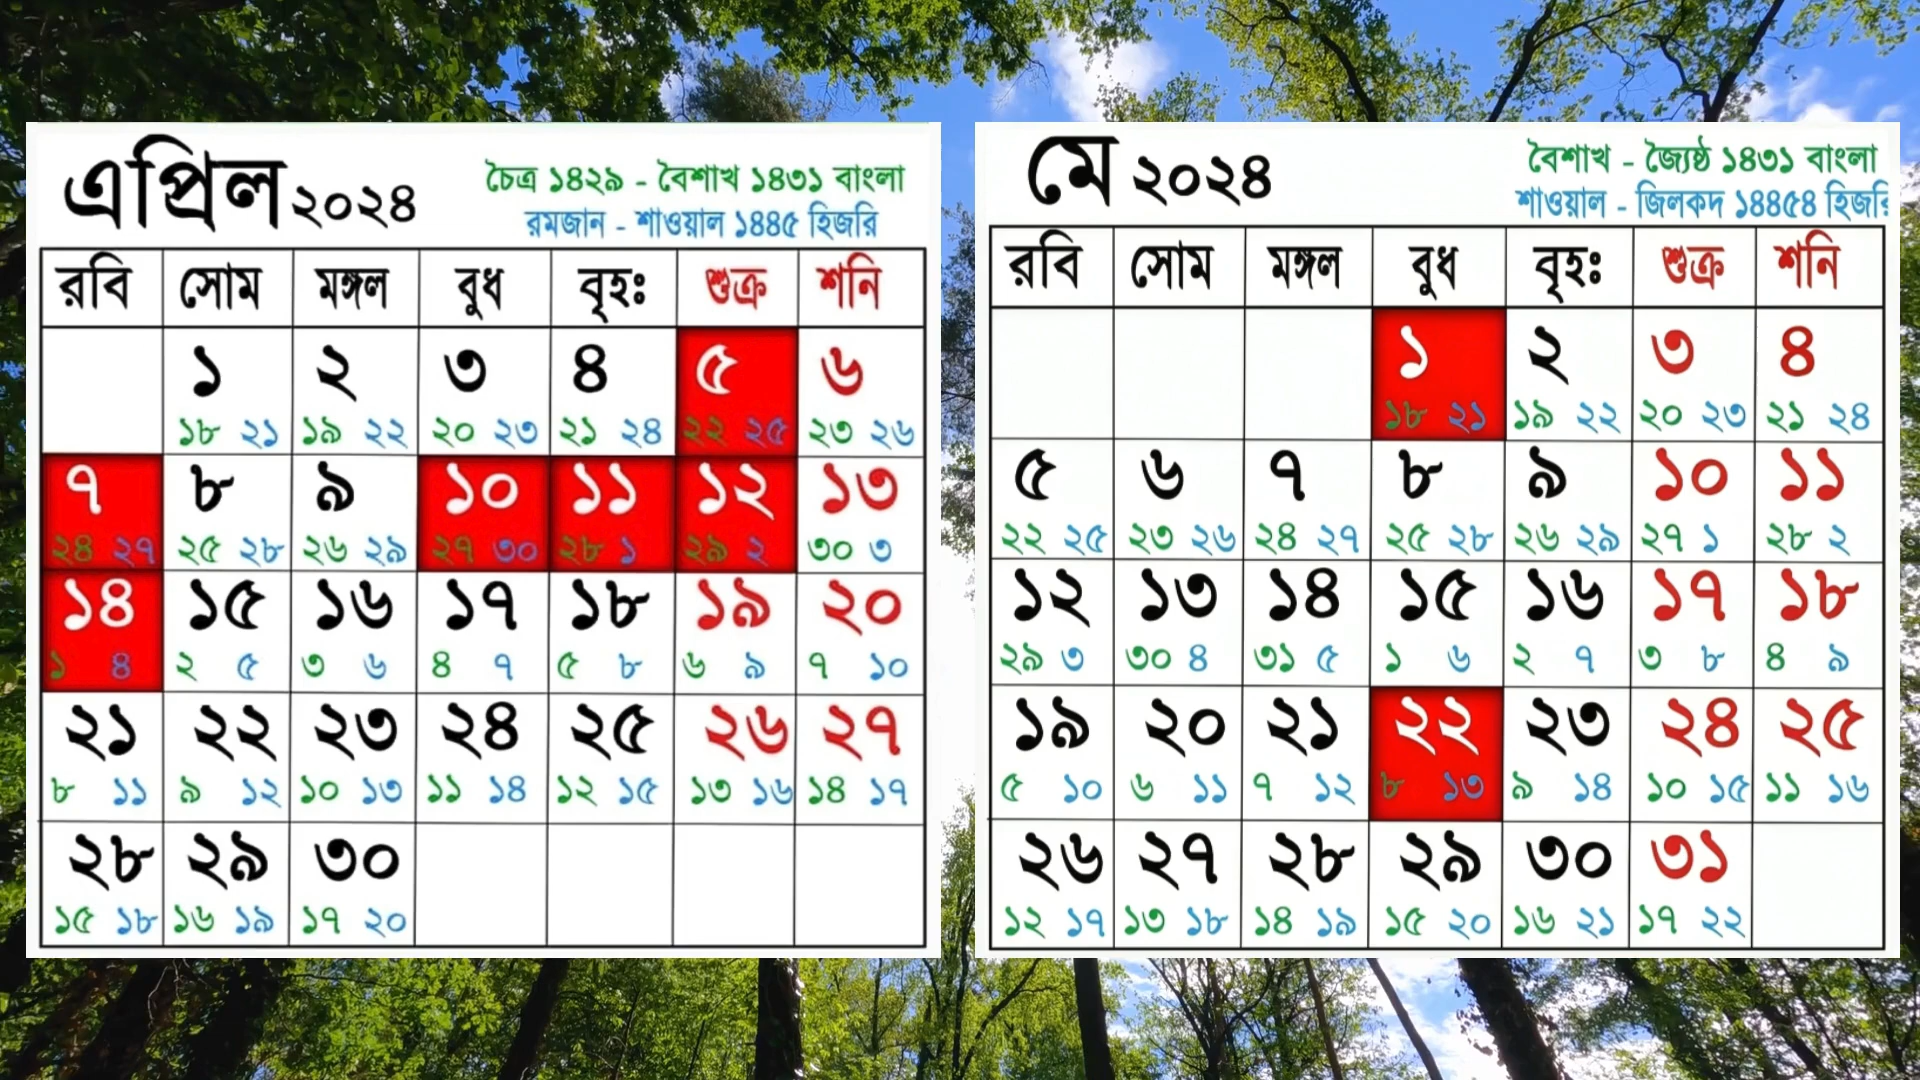 এপ্রিল ২০২৪
চৈত্র ১৪২৯ - বৈশাখ ১৪৩১ বাংলা
রমজান - শাওয়াল ১৪৪৫ হিজরি
রবি সোম মঙ্গল বুধ বৃহঃ শুক্র শনি
১ ২ ৩ ৪ ৫ ৬
১৮ ২১ ১৯ ২২ ২০ ২৩ ২১ ২৪ ২২ ২৫ ২৩ ২৬
৭ ৮ ৯ ১০ ১১ ১২ ১৩
২৪ ২৭ ২৫ ২৮ ২৬ ২৯ ২৭ ৩০ ২৮ ১ ২৯ ২ ৩০ ৩
১৪ ১৫ ১৬ ১৭ ১৮ ১৯ ২০
১ ৪ ২ ৫ ৩ ৬ ৪ ৭ ৫ ৮ ৬ ৯ ৭ ১০
২১ ২২ ২৩ ২৪ ২৫ ২৬ ২৭
৮ ১১ ৯ ১২ ১০ ১৩ ১১ ১৪ ১২ ১৫ ১৩ ১৬ ১৪ ১৭
২৮ ২৯ ৩০
১৫ ১৮ ১৬ ১৯ ১৭ ২০
মে ২০২৪
বৈশাখ - জ্যৈষ্ঠ ১৪৩১ বাংলা
শাওয়াল - জিলকদ ১৪৪৫৪ হিজরি
রবি সোম মঙ্গল বুধ বৃহঃ শুক্র শনি
১ ২ ৩ ৪
১৮ ২১ ১৯ ২২ ২০ ২৩ ২১ ২৪
৫ ৬ ৭ ৮ ৯ ১০ ১১
২২ ২৫ ২৩ ২৬ ২৪ ২৭ ২৫ ২৮ ২৬ ২৯ ২৭ ১ ২৮ ২
১২ ১৩ ১৪ ১৫ ১৬ ১৭ ১৮
২৯ ৩ ৩০ ৪ ৩১ ৫ ১ ৬ ২ ৭ ৩ ৮ ৪ ৯
১৯ ২০ ২১ ২২ ২৩ ২৪ ২৫
৫ ১০ ৬ ১১ ৭ ১২ ৮ ১৩ ৯ ১৪ ১০ ১৫ ১১ ১৬
২৬ ২৭ ২৮ ২৯ ৩০ ৩১
১২ ১৭ ১৩ ১৮ ১৪ ১৯ ১৫ ২০ ১৬ ২১ ১৭ ২২